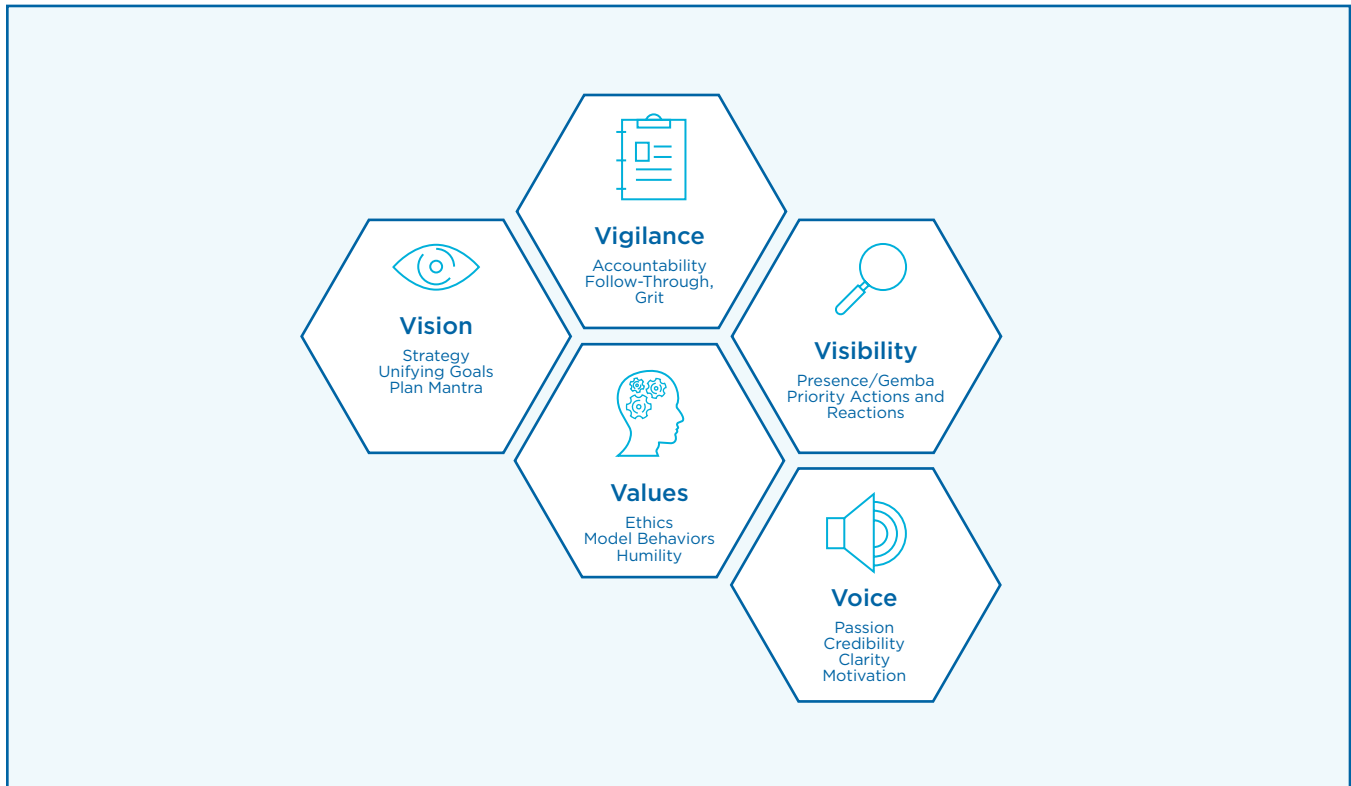 Vigilance
Accountability
Follow-Through,
Grit
Vision
Strategy
Unifying Goals
Plan Mantra
Visibility
Presence/Gemba
Priority Actions and
Reactions
Values
Ethics
Model Behaviors
Humility
Voice
Passion
Credibility
Clarity
Motivation